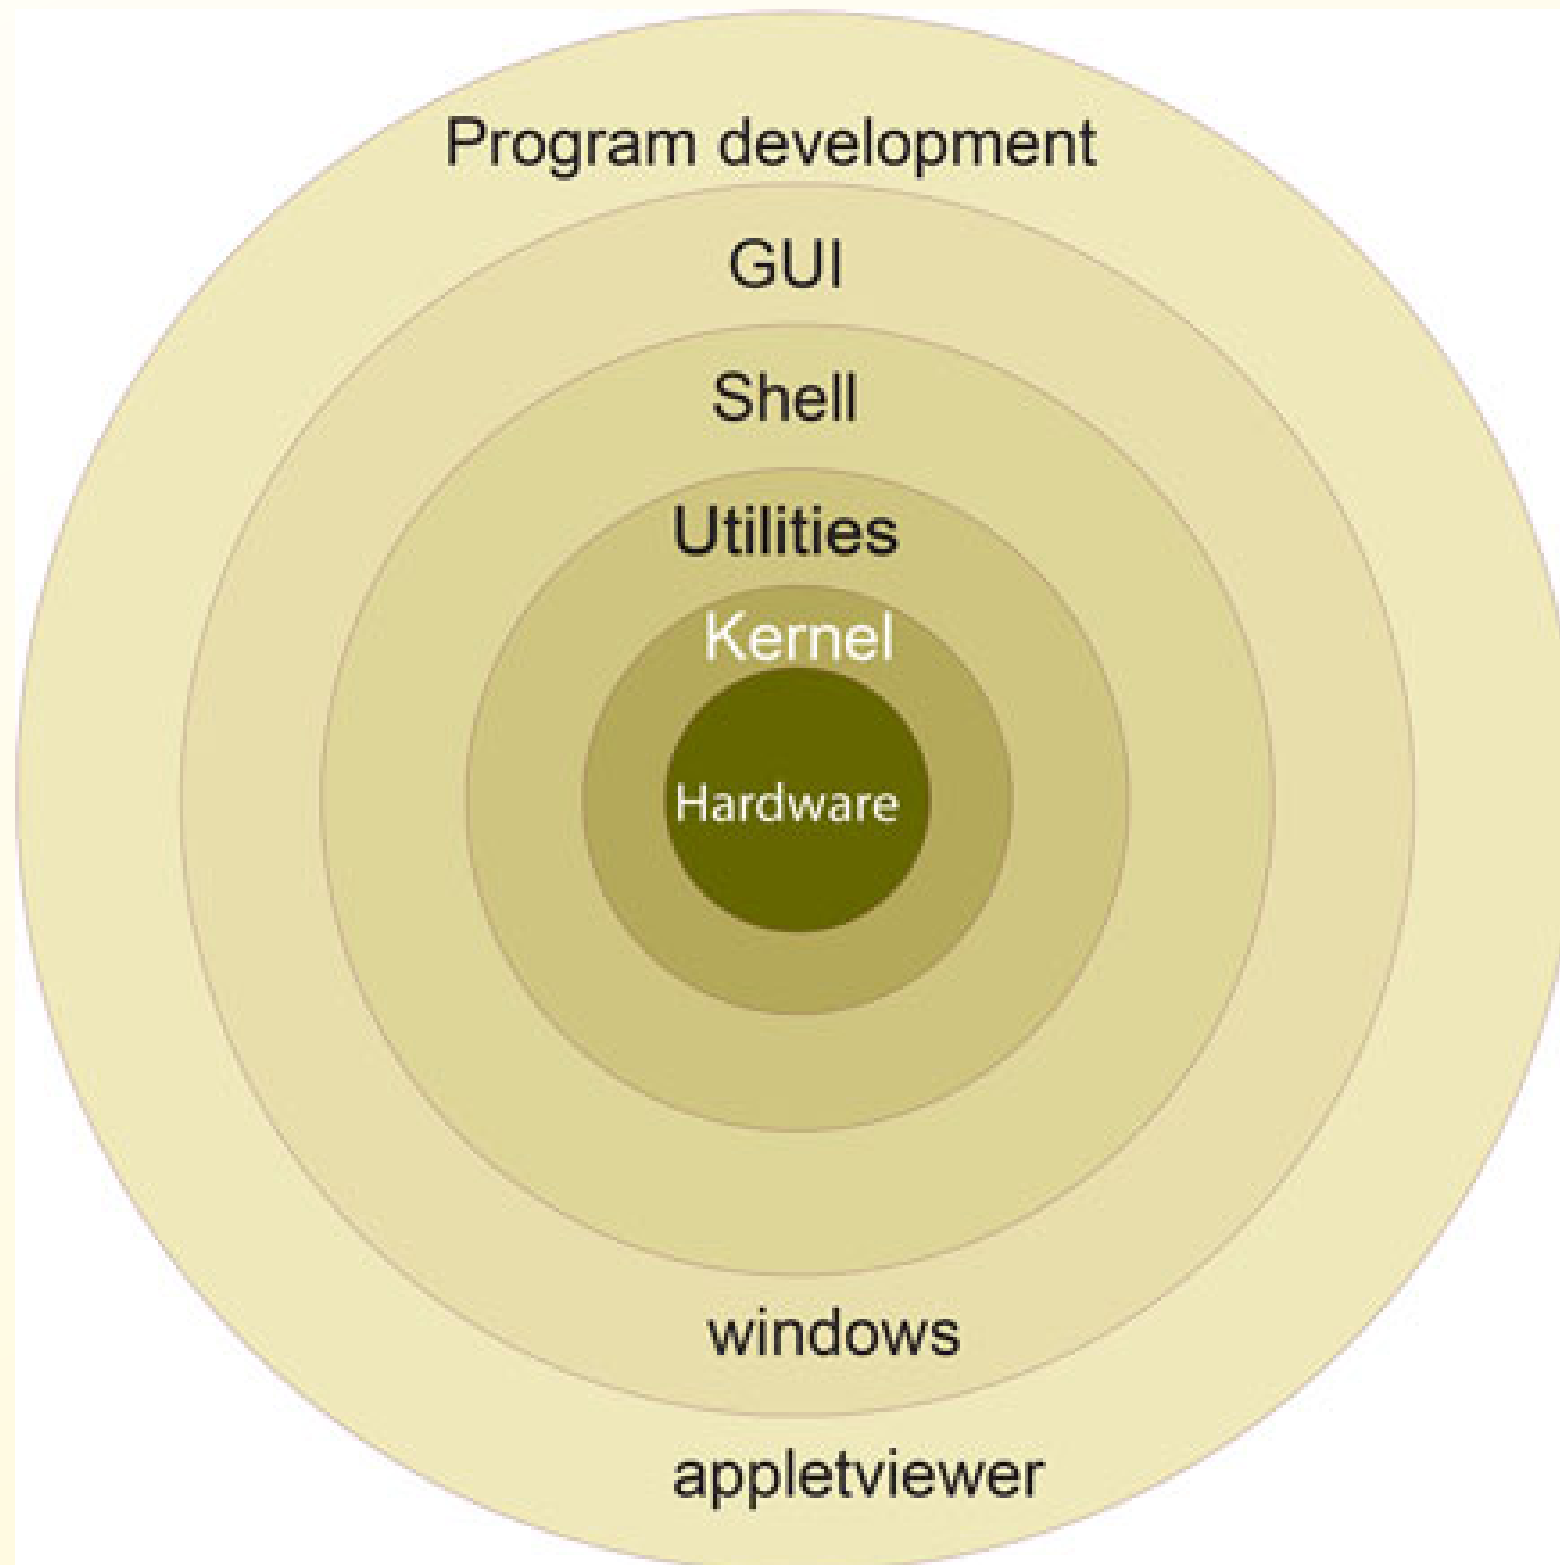 Program development
GUI
Shell
Utilities
Kernel
Hardware
windows
appletviewer